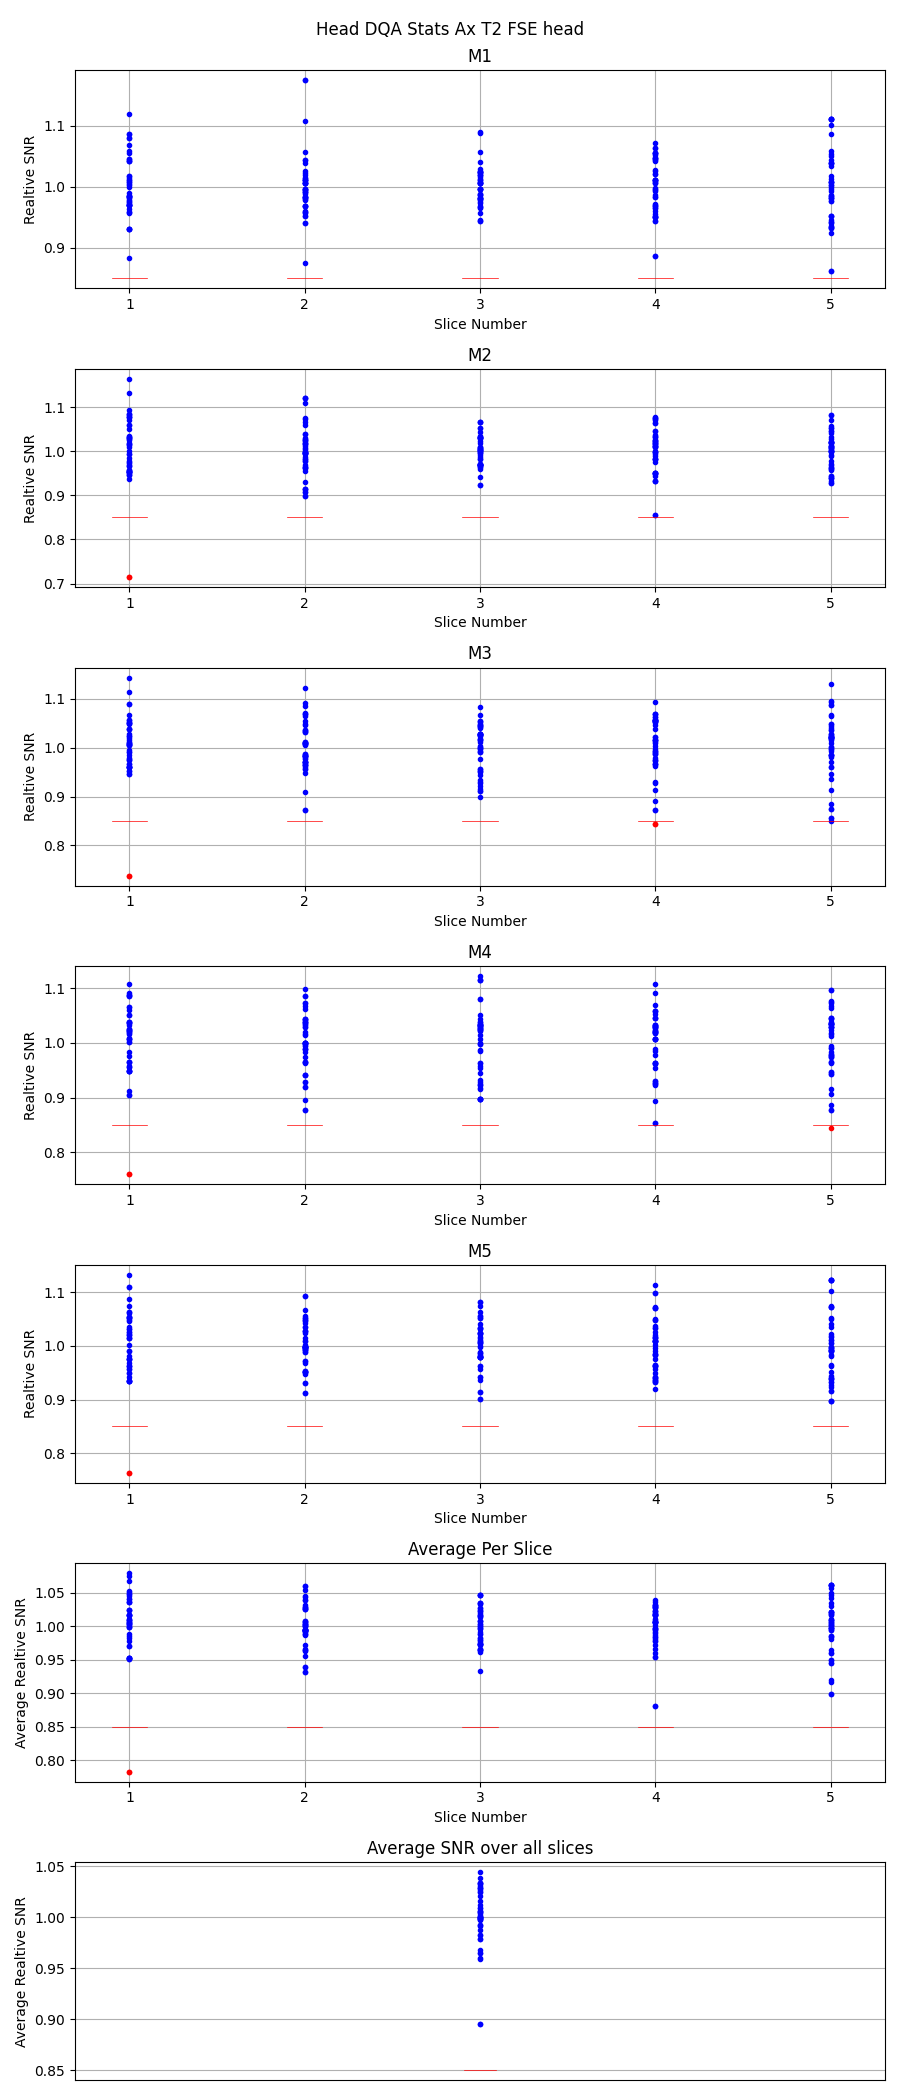 Head DQA Stats Ax T2 FSE head
M1
Realtive SNR
1.1
1.0
0.9
1 2 3 4 5
Slice Number
M2
Realtive SNR
1.1
1.0
0.9
0.8
0.7
1 2 3 4 5
Slice Number
M3
Realtive SNR
1.1
1.0
0.9
0.8
1 2 3 4 5
Slice Number
M4
Realtive SNR
1.1
1.0
0.9
0.8
1 2 3 4 5
Slice Number
M5
Realtive SNR
1.1
1.0
0.9
0.8
1 2 3 4 5
Slice Number
Average Per Slice
Average Realtive SNR
1.05
1.00
0.95
0.90
0.85
0.80
1 2 3 4 5
Slice Number
Average SNR over all slices
Average Realtive SNR
1.05
1.00
0.95
0.90
0.85